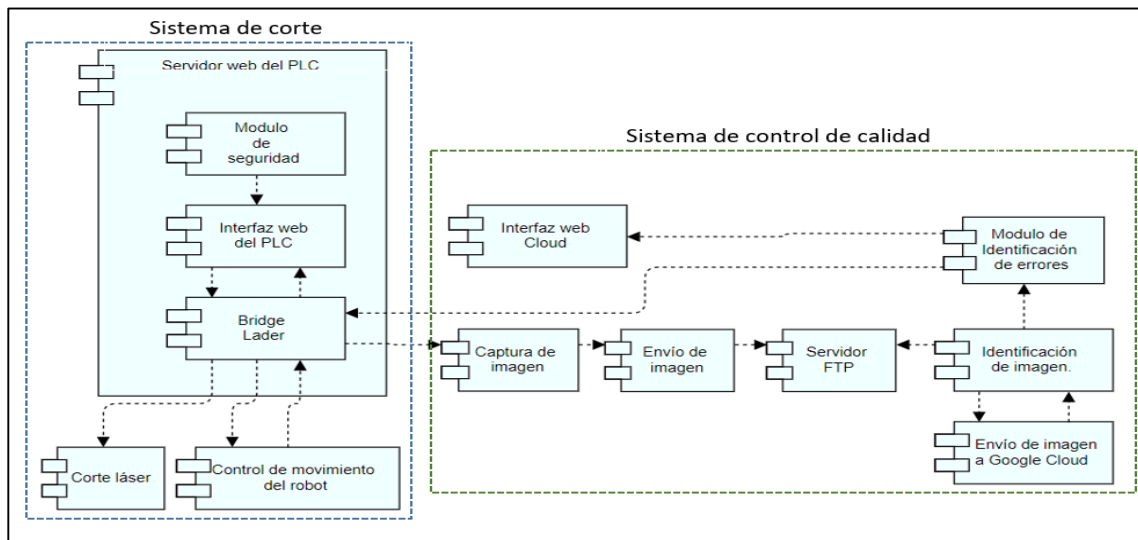 Sistema de corte
Servidor web del PLC
Modulo
de
seguridad
Interfaz web
del PLC
Bridge
Lader
Corte láser
Control de movimiento
del robot
Sistema de control de calidad
Interfaz web
Cloud
Modulo de
Identificación
de errores
Captura de
imagen
Envío de
imagen
Servidor
FTP
Identificación
de imagen.
Envío de imagen
a Google Cloud